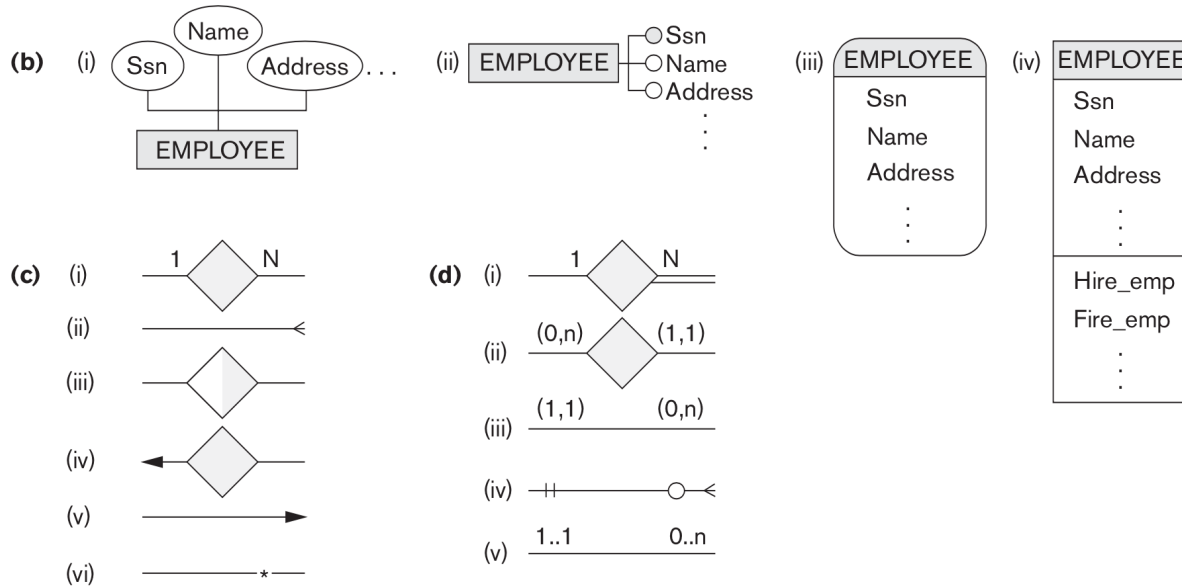 (b) (i) Ssn Name Address ...
EMPLOYEE
(ii) EMPLOYEE Ssn
Name
Address
(iii) EMPLOYEE
Ssn
Name
Address
(iv) EMPLOYEE
Ssn
Name
Address
Hire_emp
Fire_emp
(c) (i) 1 N
(ii)
(iii)
(iv)
(v)
(vi) *
(d) (i) 1 N
(ii) (0,n) (1,1)
(iii) (1,1) (0,n)
(iv)
(v) 1..1 0..n